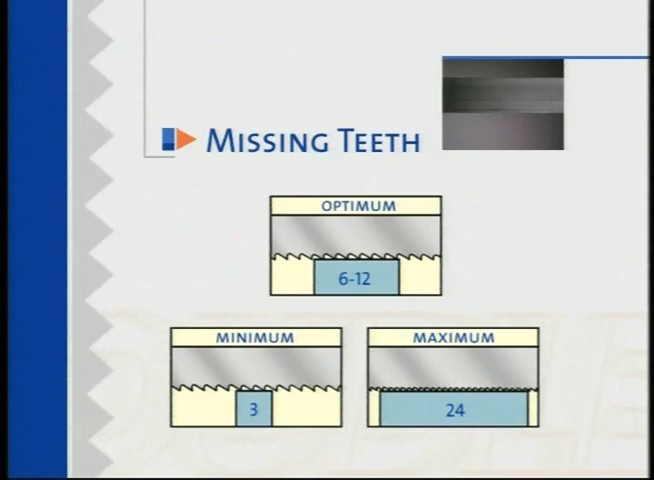 MISSING TEETH
OPTIMUM
6-12
MINIMUM
MAXIMUM
3
24